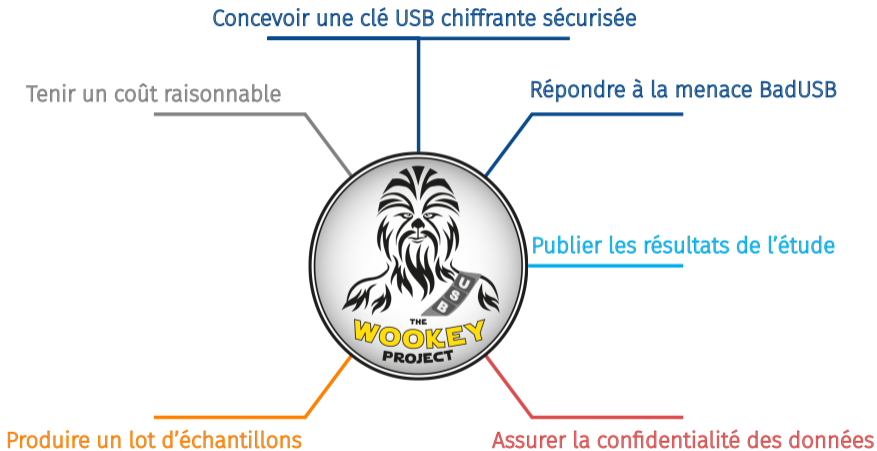 Concevoir une clé USB chiffrante sécurisée
Tenir un coût raisonnable
Répondre à la menace BadUSB
Publier les résultats de l’étude
USB
THE
WOOKEY
PROJECT
Produire un lot d’échantillons
Assurer la confidentialité des données